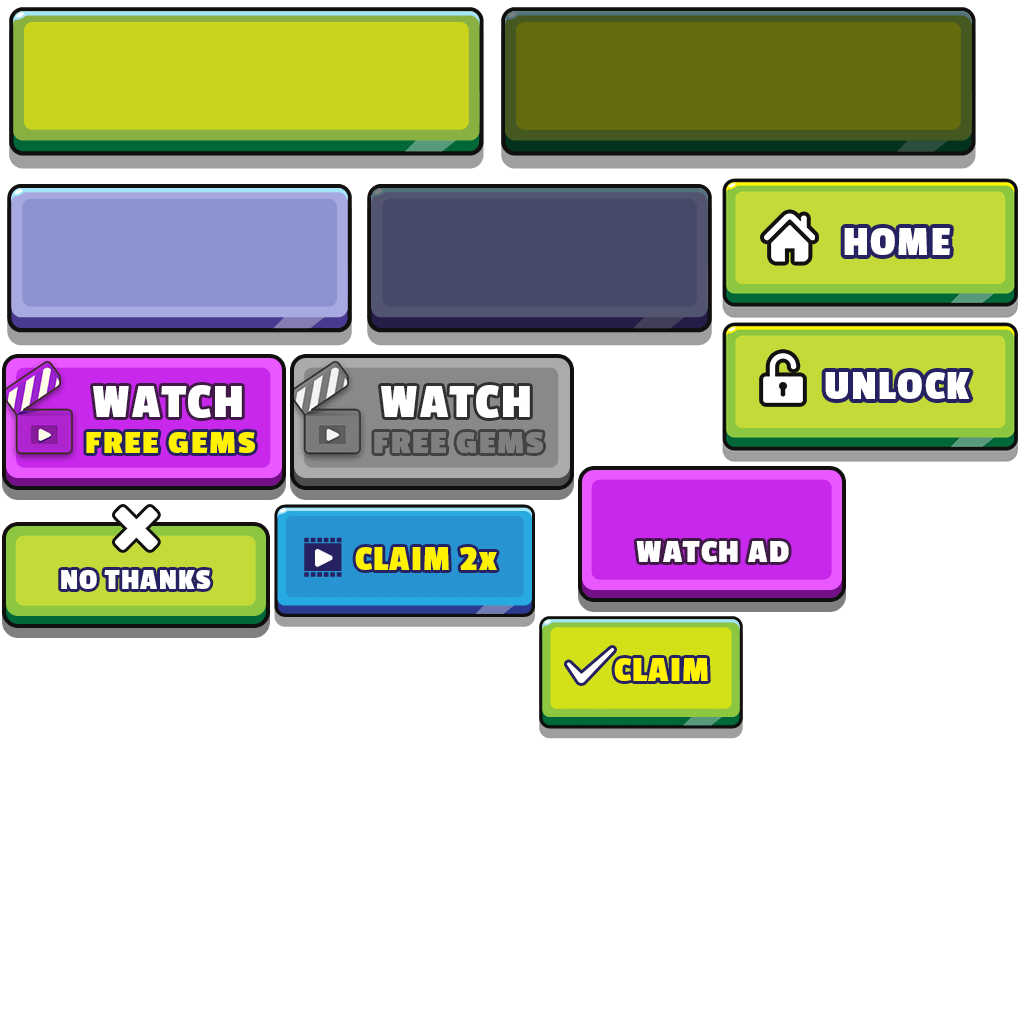 HOME
UNLOCK
WATCH
FREE GEMS
WATCH
FREE GEMS
WATCH AD
NO THANKS
CLAIM 2x
CLAIM